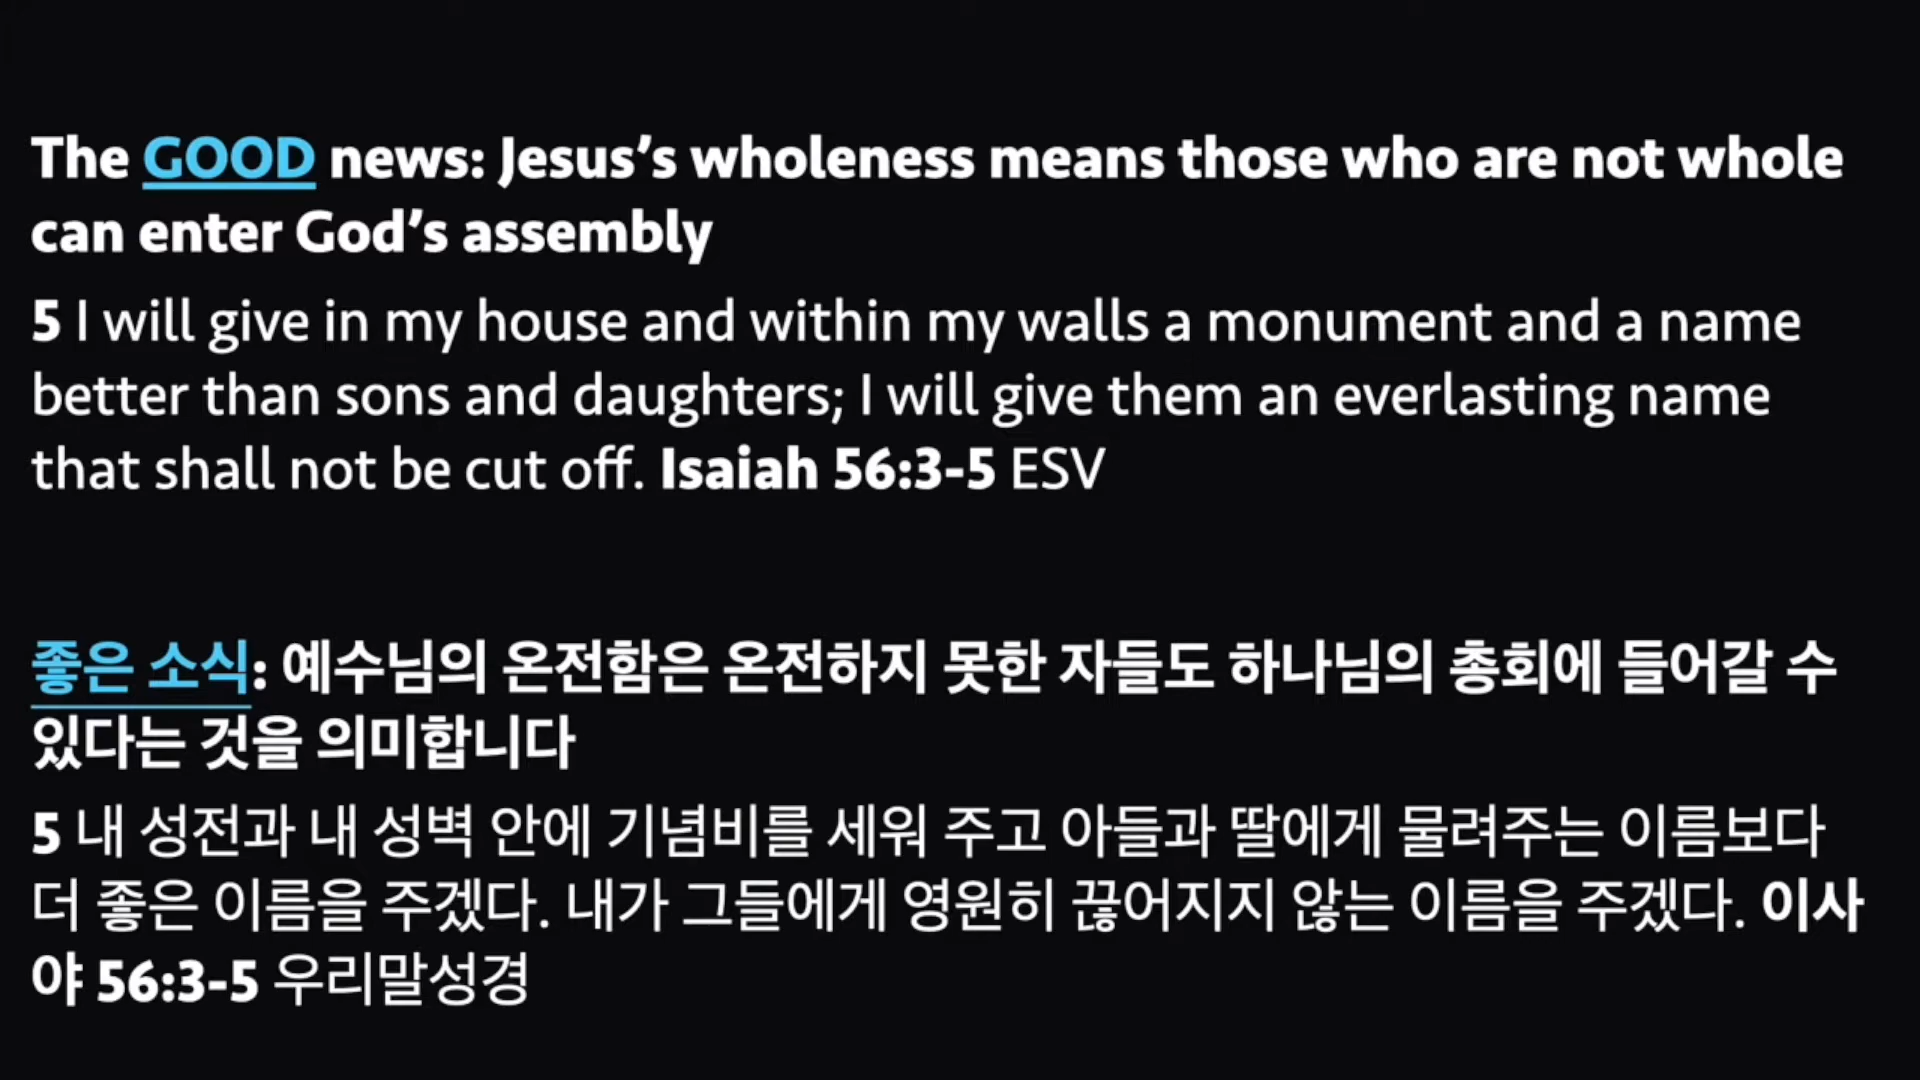 The GOOD news: Jesus’s wholeness means those who are not whole
can enter God’s assembly
5 I will give in my house and within my walls a monument and a name
better than sons and daughters; I will give them an everlasting name
that shall not be cut off. Isaiah 56:3-5 ESV
좋은 소식: 예수님의 온전함은 온전하지 못한 자들도 하나님의 총회에 들어갈 수
있다는 것을 의미합니다
5 내 성전과 내 성벽 안에 기념비를 세워 주고 아들과 딸에게 물려주는 이름보다
더 좋은 이름을 주겠다. 내가 그들에게 영원히 끊어지지 않는 이름을 주겠다. 이사
야 56:3-5 우리말성경